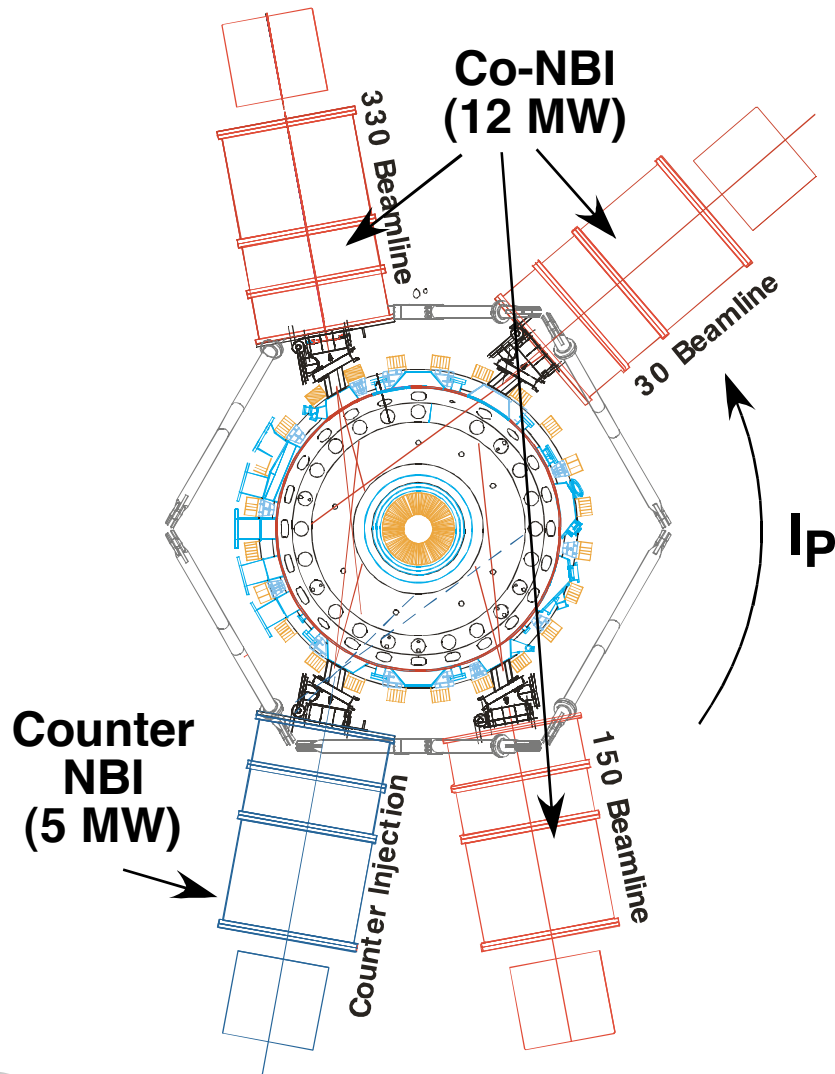 Co-NBI
(12 MW)
330 Beamline
30 Beamline
IP
Counter
NBI
(5 MW)
Counter Injection
150 Beamline